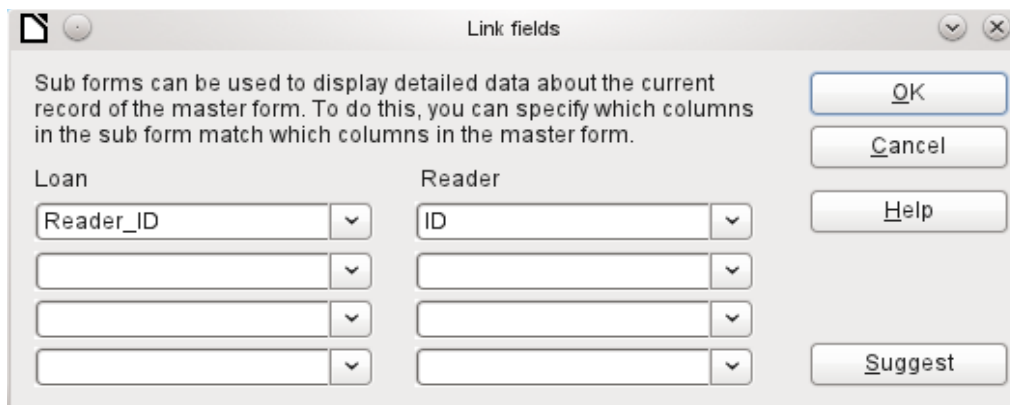 Link fields
Sub forms can be used to display detailed data about the current
record of the master form. To do this, you can specify which columns
in the sub form match which columns in the master form.
OK
Cancel
Help
Suggest
Loan Reader
Reader_ID ID